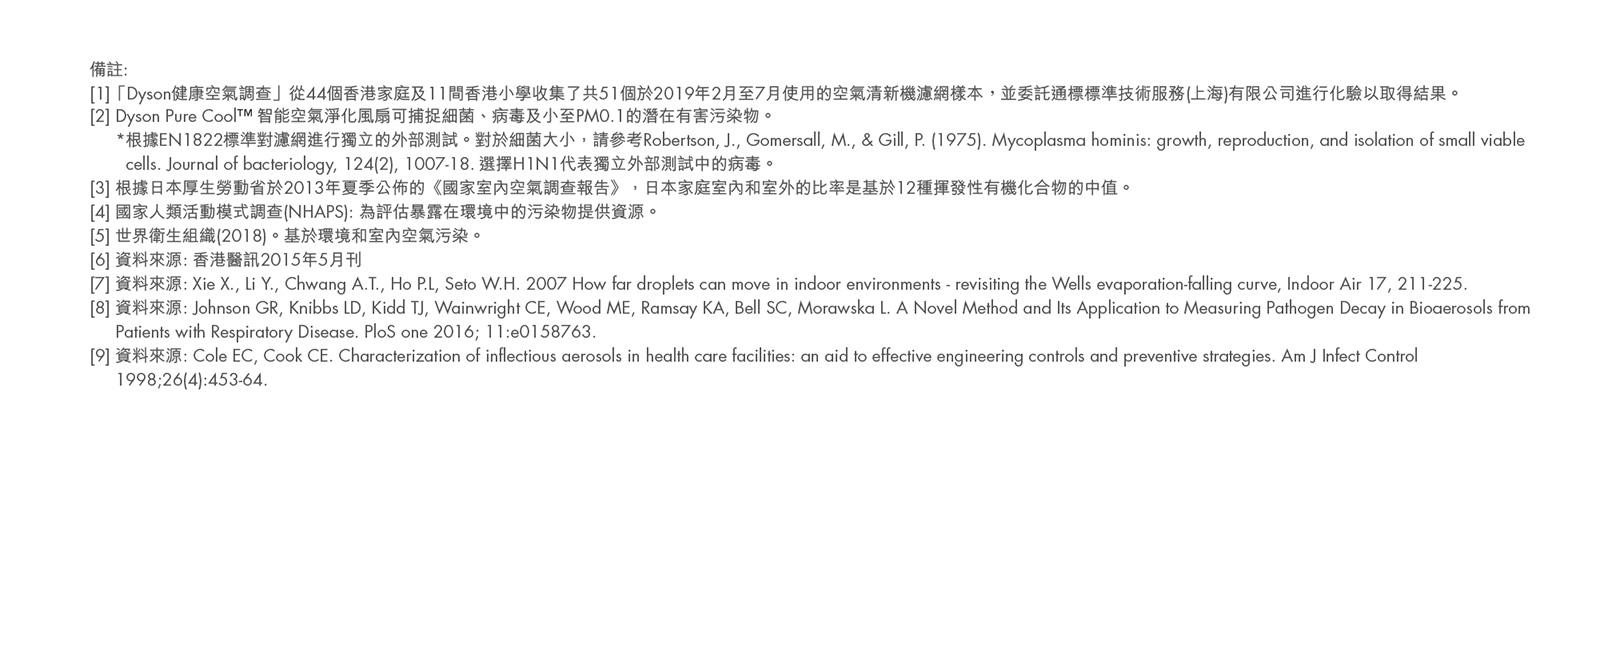 備註:
[1]「Dyson健康空氣調查」從44個香港家庭及11間香港小學收集了共51個於2019年2月至7月使用的空氣清新機濾網樣本，並委託通標標準技術服務(上海)有限公司進行化驗以取得結果。
[2] Dyson Pure Cool™ 智能空氣淨化風扇可捕捉細菌、病毒及小至PM0.1的潛在有害污染物。
*根據EN1822標準對濾網進行獨立的外部測試。對於細菌大小，請參考Robertson, J., Gomersall, M., & Gill, P. (1975). Mycoplasma hominis: growth, reproduction, and isolation of small viable
cells. Journal of bacteriology, 124(2), 1007-18. 選擇H1N1代表獨立外部測試中的病毒。
[3] 根據日本厚生勞動省於2013年夏季公佈的《國家室內空氣調查報告》，日本家庭室內和室外的比率是基於12種揮發性有機化合物的中值。
[4] 國家人類活動模式調查(NHAPS): 為評估暴露在環境中的污染物提供資源。
[5] 世界衛生組織(2018)。基於環境和室內空氣污染。
[6] 資料來源: 香港醫訊2015年5月刊
[7] 資料來源: Xie X., Li Y., Chwang A.T., Ho P.L, Seto W.H. 2007 How far droplets can move in indoor environments - revisiting the Wells evaporation-falling curve, Indoor Air 17, 211-225.
[8] 資料來源: Johnson GR, Knibbs LD, Kidd TJ, Wainwright CE, Wood ME, Ramsay KA, Bell SC, Morawska L. A Novel Method and Its Application to Measuring Pathogen Decay in Bioaerosols from
Patients with Respiratory Disease. PloS one 2016; 11:e0158763.
[9] 資料來源: Cole EC, Cook CE. Characterization of inflectious aerosols in health care facilities: an aid to effective engineering controls and preventive strategies. Am J Infect Control
1998;26(4):453-64.